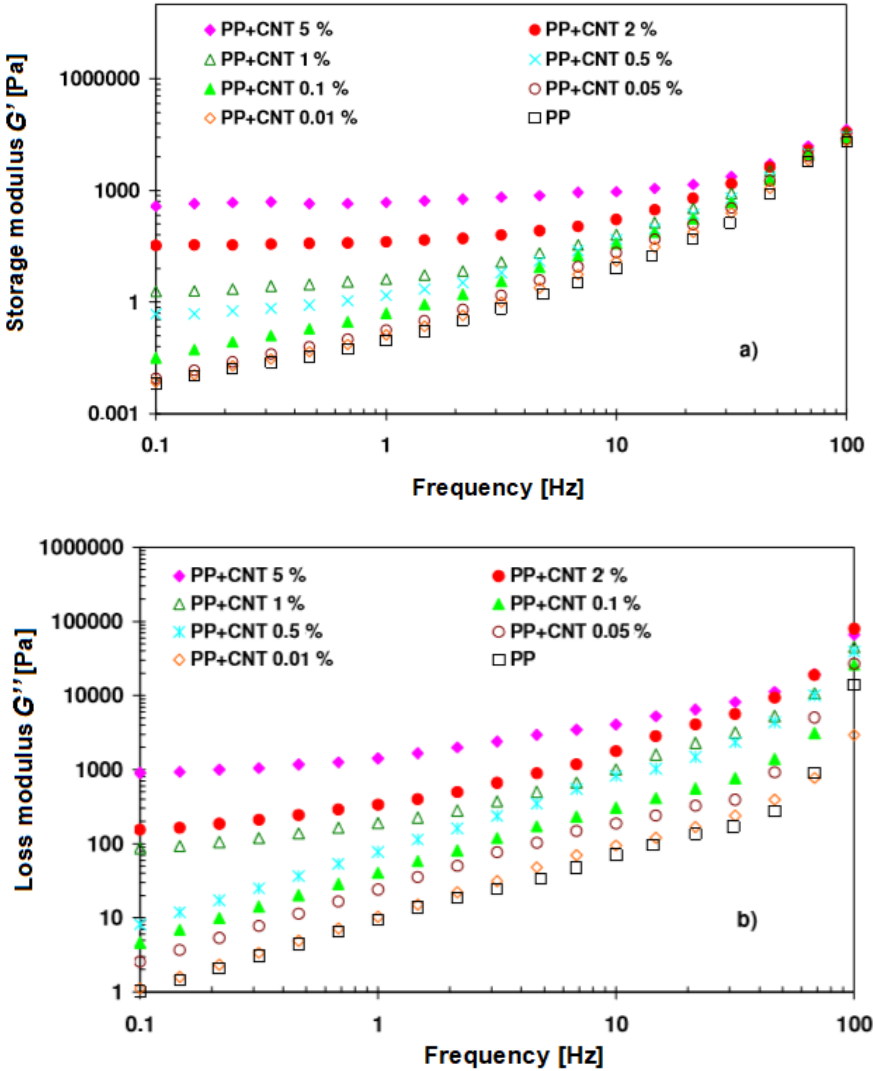 PP+CNT 5 % PP+CNT 2 %
PP+CNT 1 % PP+CNT 0.5 %
PP+CNT 0.1 % PP+CNT 0.05 %
PP+CNT 0.01 % PP
Storage modulus G' [Pa]
1000000
1000
1
0.001
a)
0.1 1 10 100
Frequency [Hz]
1000000
100000
10000
1000
100
10
1
Loss modulus G'' [Pa]
PP+CNT 5 % PP+CNT 2 %
PP+CNT 1 % PP+CNT 0.1 %
PP+CNT 0.5 % PP+CNT 0.05 %
PP+CNT 0.01 % PP
b)
0.1 1 10 100
Frequency [Hz]